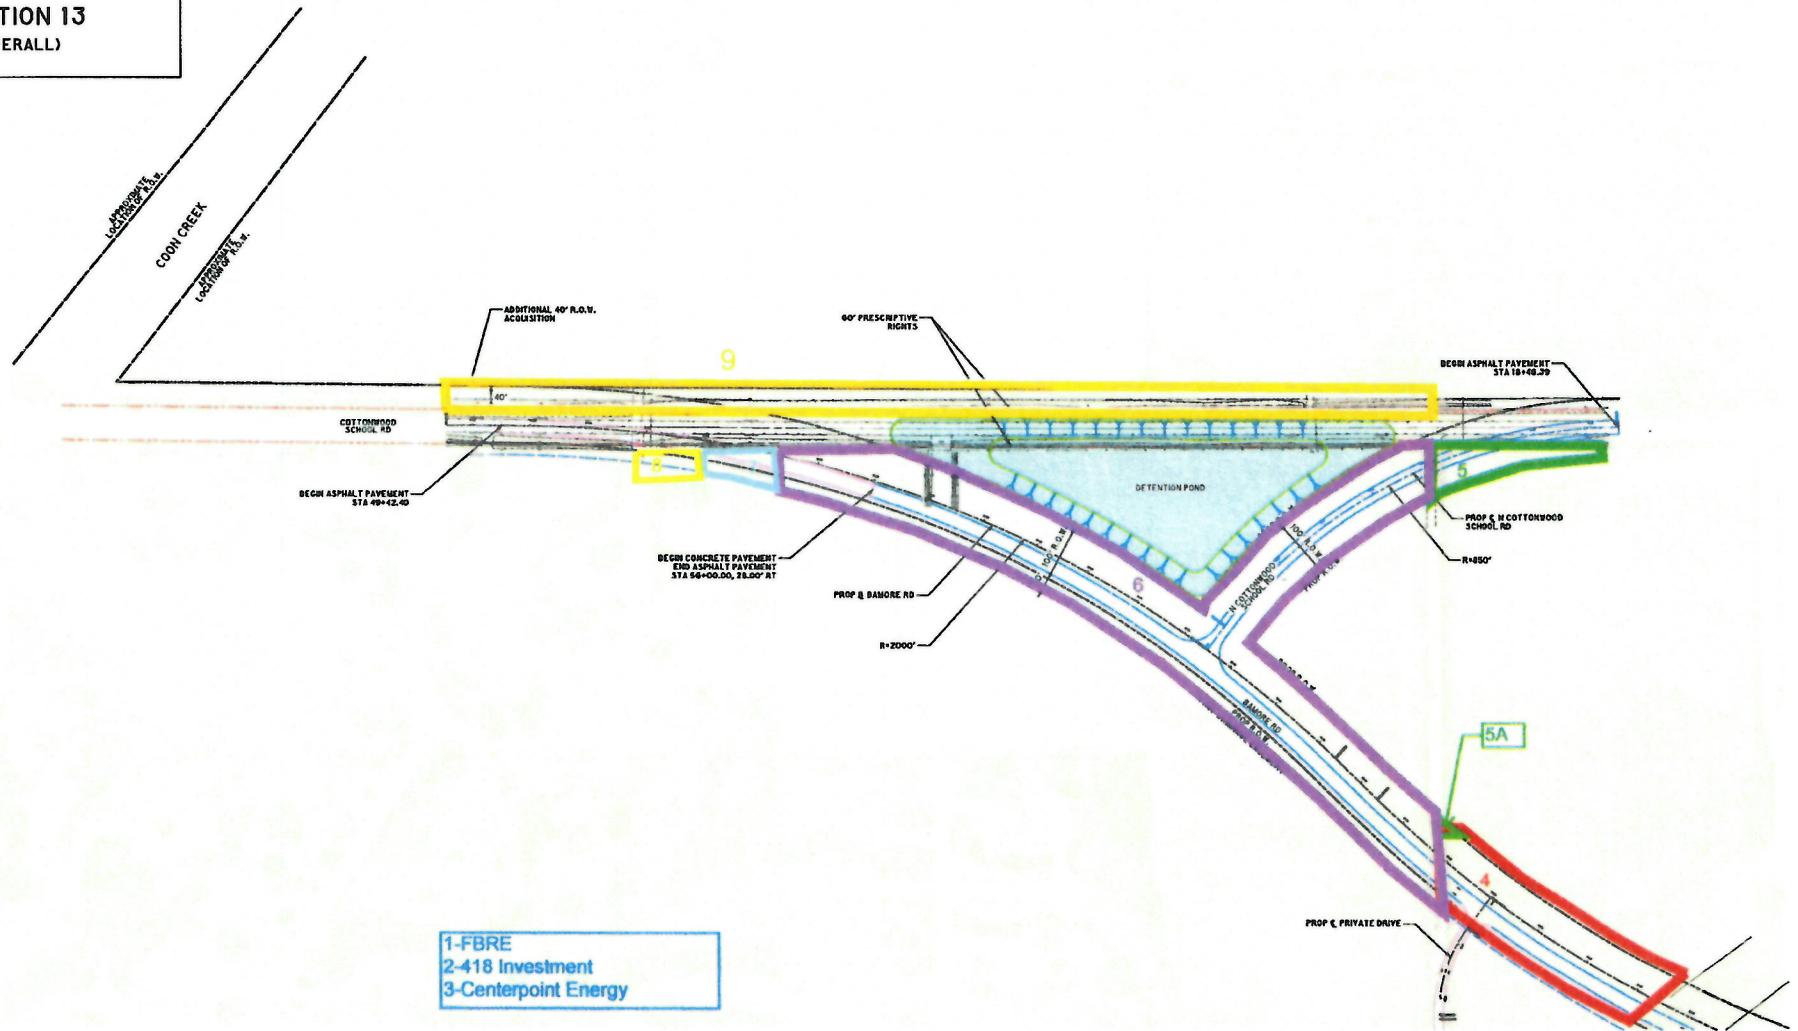 TION 13
ERALL)
APPROXIMATE
LOCATION OF R.O.W.
COON CREEK
APPROXIMATE
LOCATION OF R.O.W.
ADDITIONAL 40' R.O.W.
ACQUISITION
9
60' PRESCRIPTIVE
RIGHTS
BEGIN ASPHALT PAVEMENT
STA 18+48.39
40'
COTTONWOOD
SCHOOL RD
8
5
BEGIN ASPHALT PAVEMENT
STA 49+42.40
DETENTION POND
PROP ℄ N COTTONWOOD
SCHOOL RD
R=850'
100' R.O.W.
PROP R.O.W.
BEGIN CONCRETE PAVEMENT
END ASPHALT PAVEMENT
STA 56+00.00, 28.00' RT
100' R.O.W.
6
N COTTONWOOD
SCHOOL RD
PROP ℄ BAMORE RD
R=2000'
BAMORE RD
PROP R.O.W.
5A
4
PROP ℄ PRIVATE DRIVE
1-FBRE
2-418 Investment
3-Centerpoint Energy